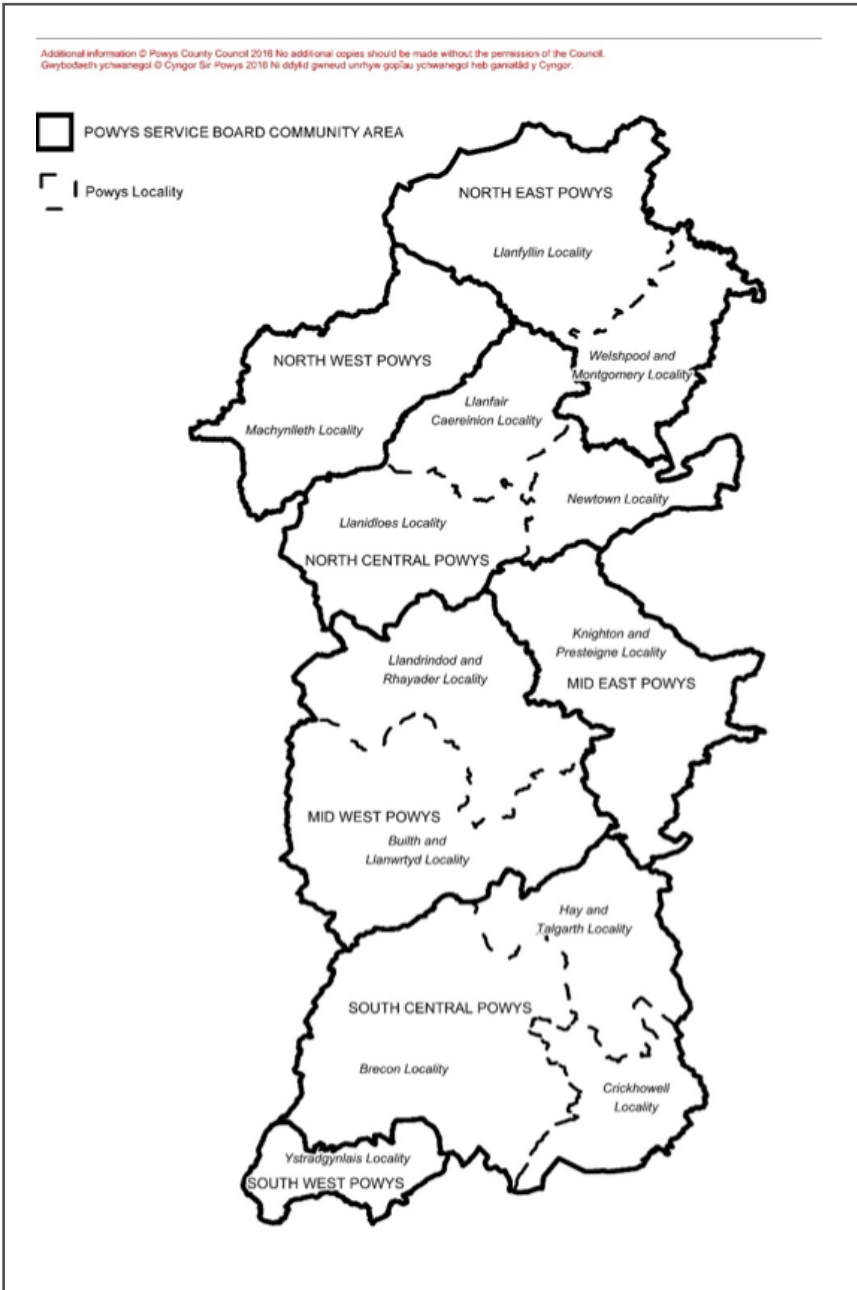 Additional information © Powys County Council 2016 No additional copies should be made without the permission of the Council.
Gwybodaeth ychwanegol © Cyngor Sir Powys 2016 Ni ddylid gwneud unrhyw gopïau ychwanegol heb ganiatâd y Cyngor.
POWYS SERVICE BOARD COMMUNITY AREA
Powys Locality
NORTH EAST POWYS
Llanfyllin Locality
Welshpool and
Montgomery Locality
NORTH WEST POWYS
Machynlleth Locality
Llanfair
Caereinion Locality
Newtown Locality
Llanidloes Locality
NORTH CENTRAL POWYS
Knighton and
Presteigne Locality
MID EAST POWYS
Llandrindod and
Rhayader Locality
MID WEST POWYS
Builth and
Llanwrtyd Locality
Hay and
Talgarth Locality
SOUTH CENTRAL POWYS
Brecon Locality
Crickhowell
Locality
Ystradgynlais Locality
SOUTH WEST POWYS